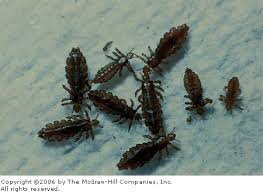 Copyright ©2006 by The McGraw-Hill Companies, Inc.
All rights reserved.